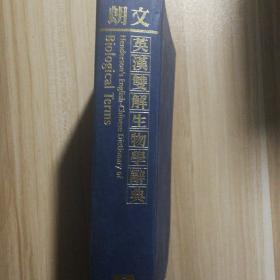 朗文
英漢雙解生物學辭典
Henderson's English-Chinese Dictionary of
Biological Terms